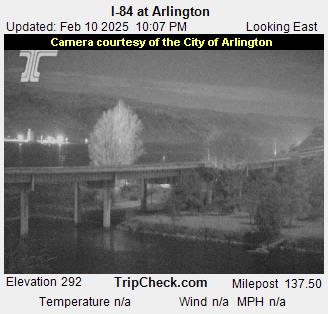 I-84 at Arlington
Updated: Feb 10 2025 10:07 PM Looking East
Camera courtesy of the City of Arlington
Elevation 292 TripCheck.com Milepost 137.50
Temperature n/a Wind n/a MPH n/a